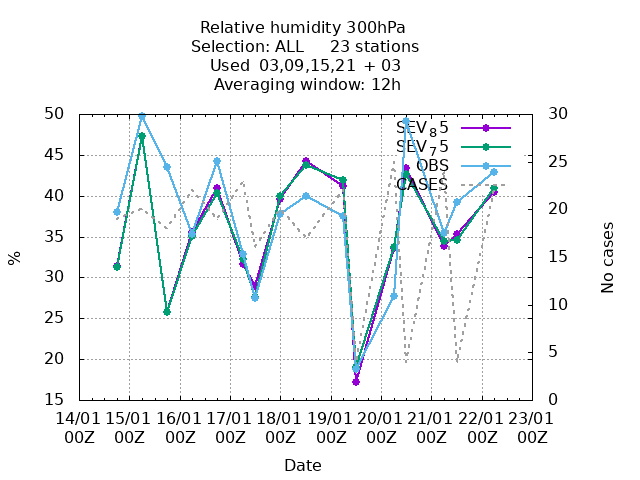 Relative humidity 300hPa
Selection: ALL 23 stations
Used 03,09,15,21 + 03
Averaging window: 12h
50 30
SEV₈5
SEV₇5
45 25
OBS
CASES
40 20
35 15
%
No cases
30 10
25
20 5
15 0
14/01 15/01 16/01 17/01 18/01 19/01 20/01 21/01 22/01 23/01
00Z 00Z 00Z 00Z 00Z 00Z 00Z 00Z 00Z 00Z
Date